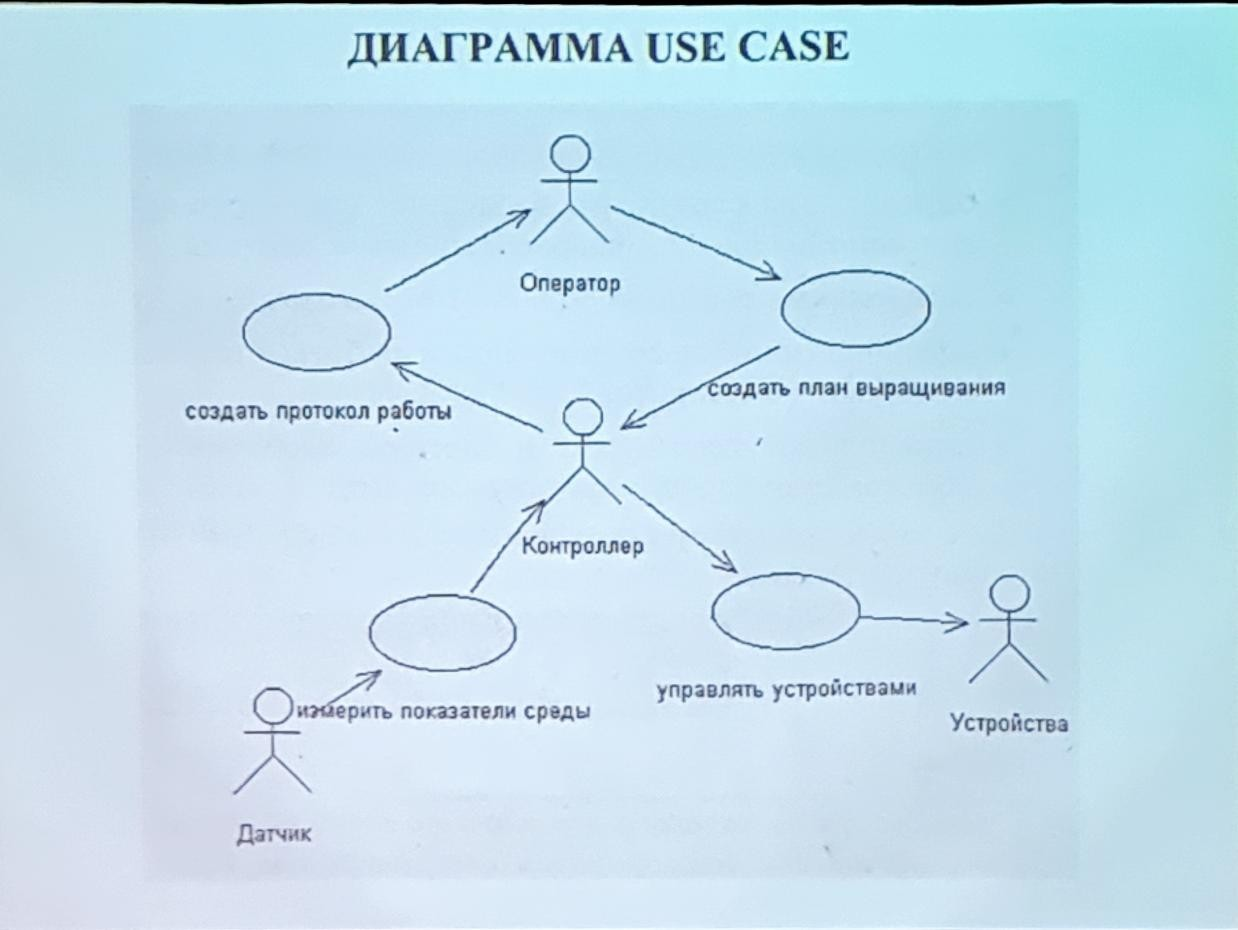 ДИАГРАММА USE CASE
Оператор
создать план выращивания
создать протокол работы
Контроллер
управлять устройствами
измерить показатели среды
Устройства
Датчик